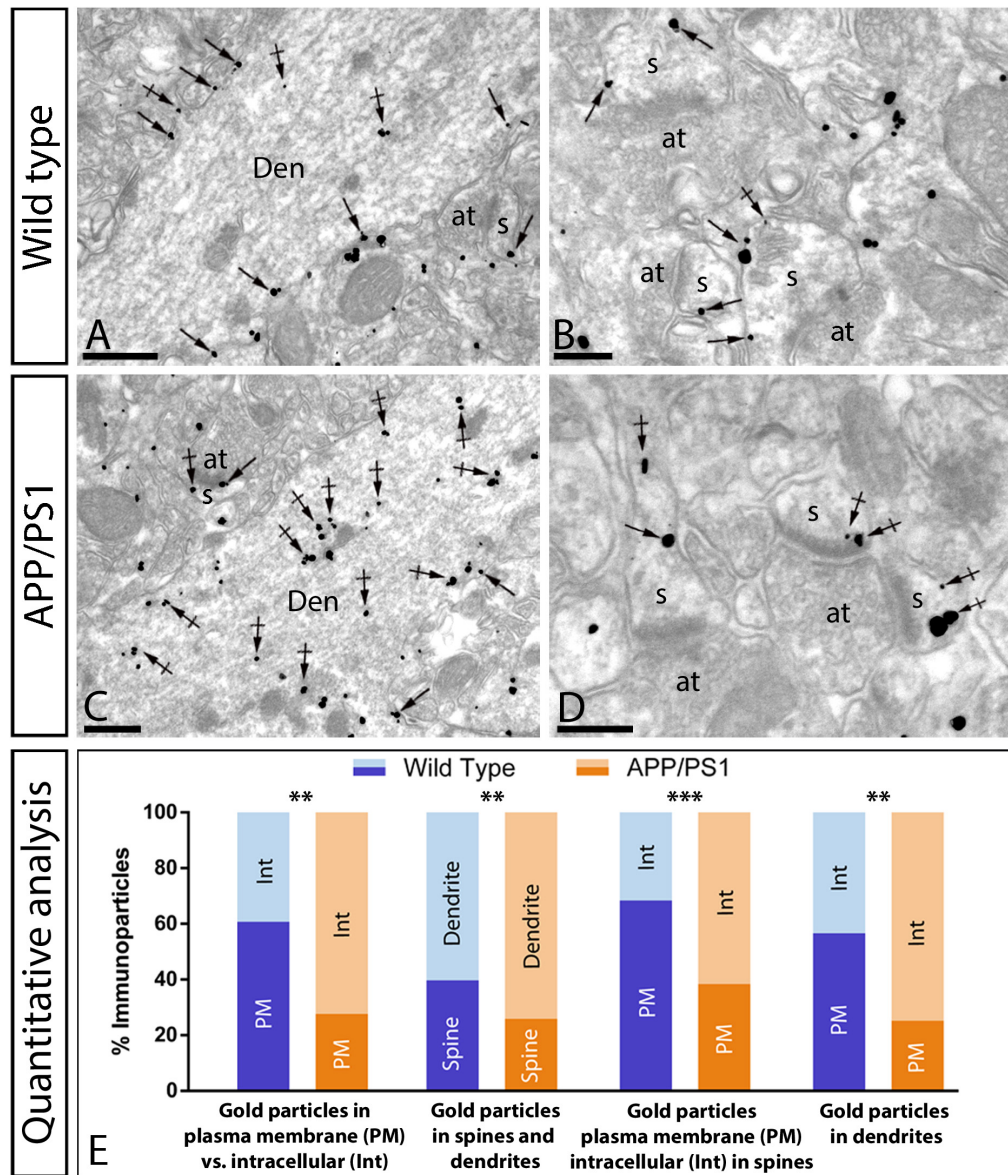 Wild type
Den
at
s
A
s
at
at
s
s
at
B
APP/PS1
at
s
Den
C
s
s
s
at
at
D
Quantitative analysis
Wild Type
APP/PS1
**
**
***
**
% Immunoparticles
100
80
60
40
20
0
Int
PM
Int
PM
Dendrite
Spine
Dendrite
Spine
Int
PM
Int
PM
Int
PM
Int
PM
Gold particles in
plasma membrane (PM)
vs. intracellular (Int)
Gold particles
in spines and
dendrites
Gold particles
plasma membrane (PM)
intracellular (Int) in spines
Gold particles
in dendrites
E